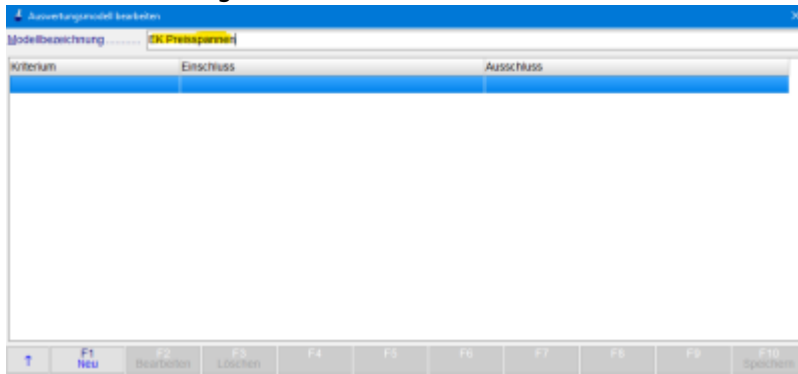 Auswertungsmodell bearbeiten
Modellbezeichnung........ EK Preisspannen
Kriterium Einschluss Ausschluss
F1 F2 F3 F4 F5 F6 F7 F8 F9 F10
Neu Bearbeiten Löschen Speichern